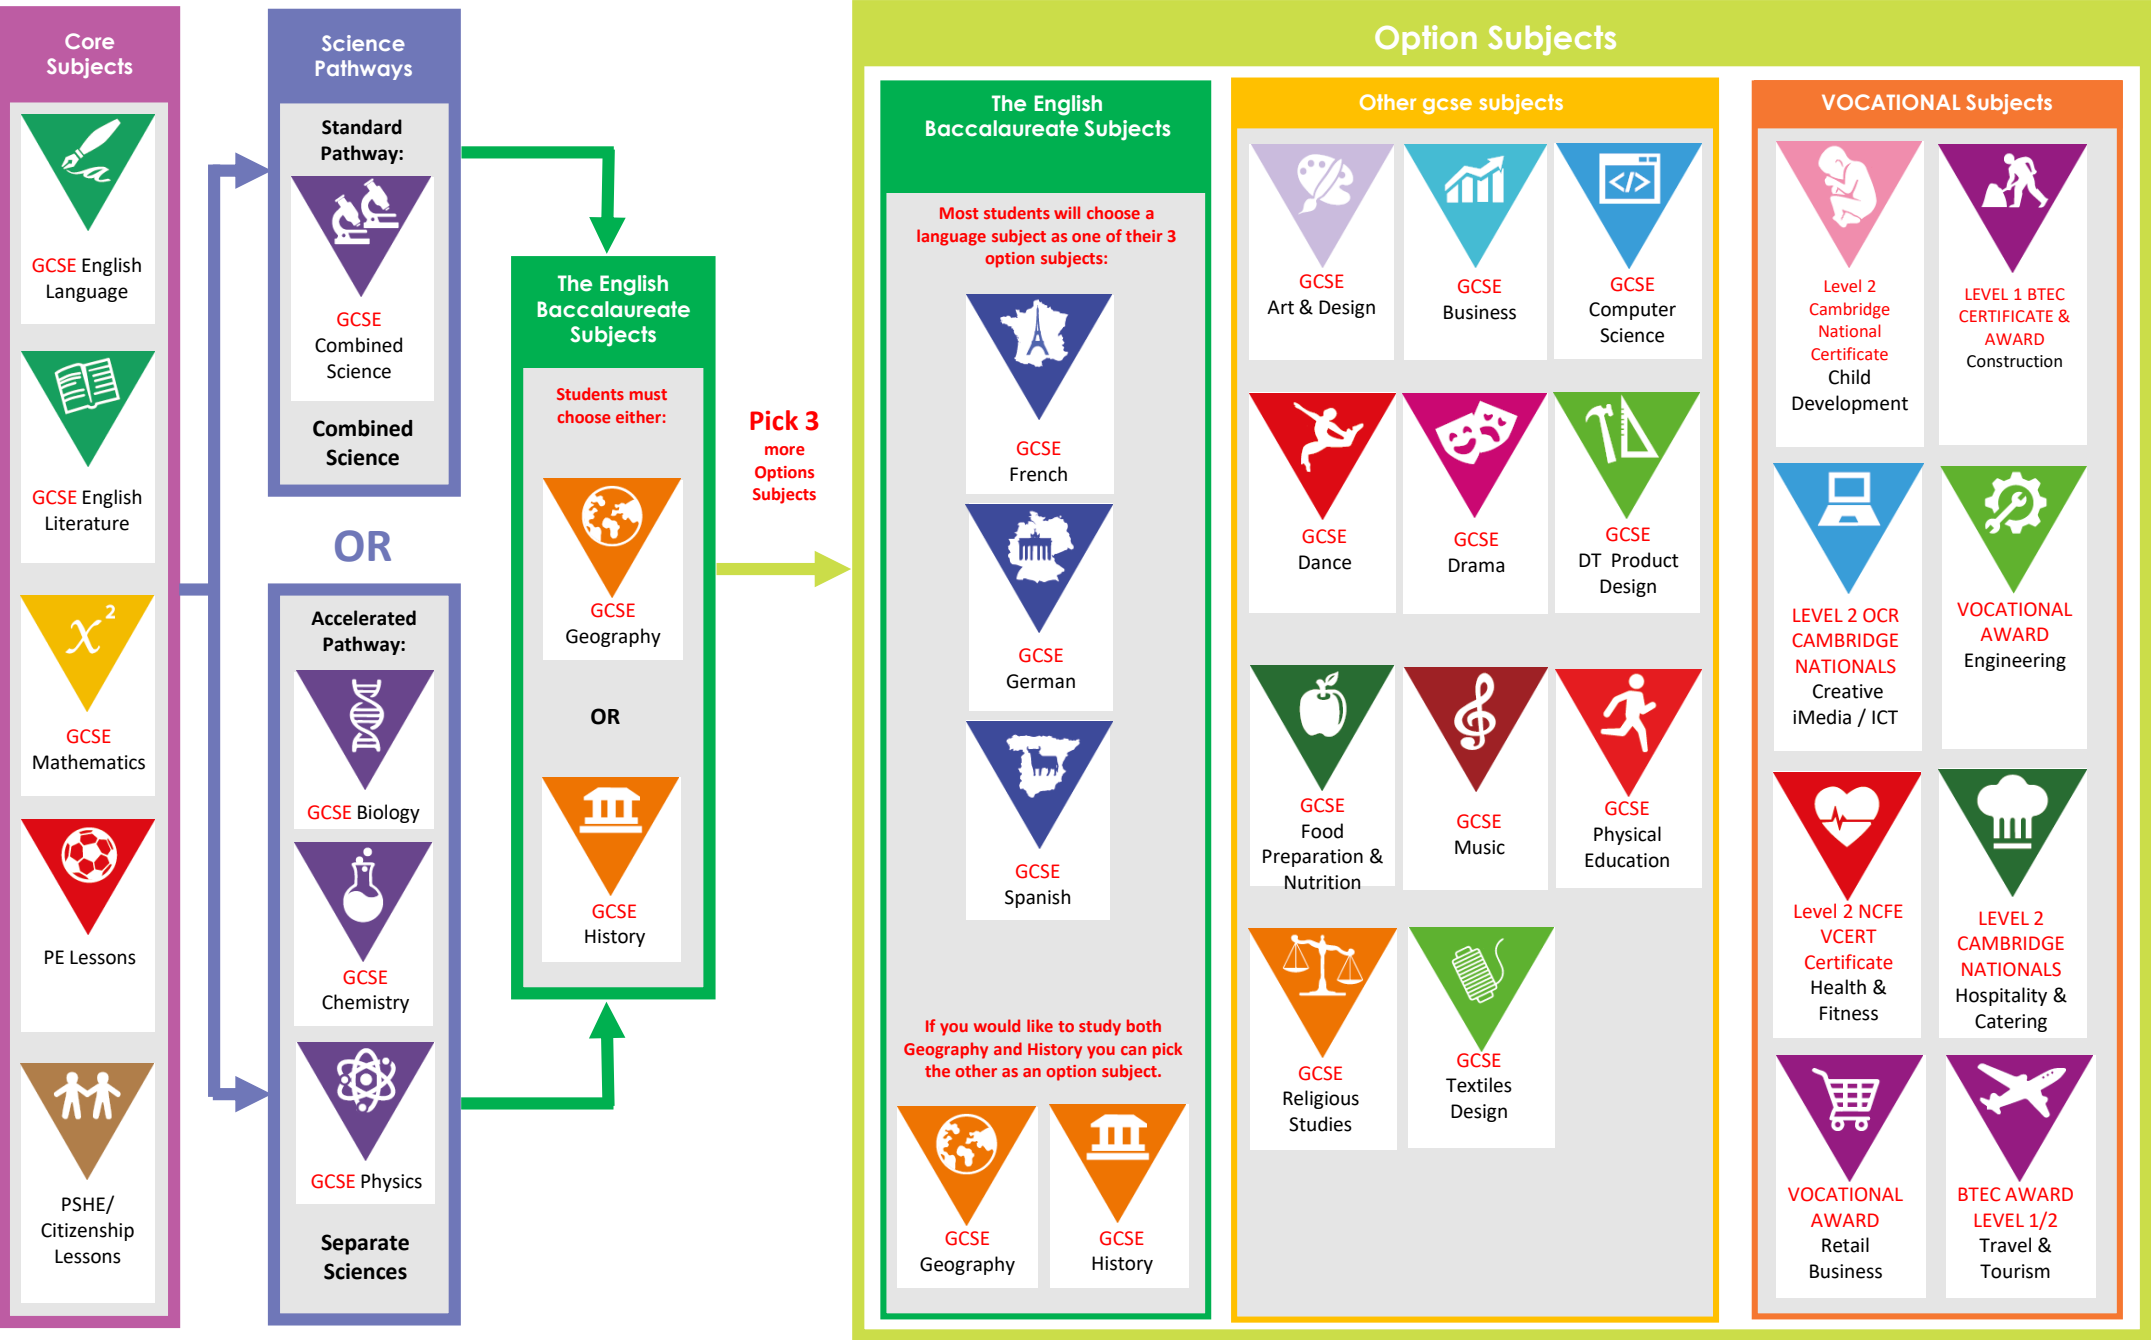 Core
Subjects
GCSE English
Language
GCSE English
Literature
x²
GCSE
Mathematics
PE Lessons
PSHE/
Citizenship
Lessons
Science
Pathways
Standard
Pathway:
GCSE
Combined
Science
Combined
Science
OR
Accelerated
Pathway:
GCSE Biology
GCSE
Chemistry
GCSE Physics
Separate
Sciences
The English
Baccalaureate
Subjects
Students must
choose either:
GCSE
Geography
OR
GCSE
History
Pick 3
more
Options
Subjects
Option Subjects
The English
Baccalaureate Subjects
Most students will choose a
language subject as one of their 3
option subjects:
GCSE
French
GCSE
German
GCSE
Spanish
If you would like to study both
Geography and History you can pick
the other as an option subject.
GCSE
Geography
GCSE
History
Other gcse subjects
GCSE
Art & Design
GCSE
Business
</>
GCSE
Computer
Science
GCSE
Dance
GCSE
Drama
GCSE
DT Product
Design
GCSE
Food
Preparation &
Nutrition
GCSE
Music
GCSE
Physical
Education
GCSE
Religious
Studies
GCSE
Textiles
Design
VOCATIONAL Subjects
Level 2
Cambridge
National
Certificate
Child
Development
LEVEL 1 BTEC
CERTIFICATE &
AWARD
Construction
LEVEL 2 OCR
CAMBRIDGE
NATIONALS
Creative
iMedia / ICT
VOCATIONAL
AWARD
Engineering
Level 2 NCFE
VCERT
Certificate
Health &
Fitness
LEVEL 2
CAMBRIDGE
NATIONALS
Hospitality &
Catering
VOCATIONAL
AWARD
Retail
Business
BTEC AWARD
LEVEL 1/2
Travel &
Tourism